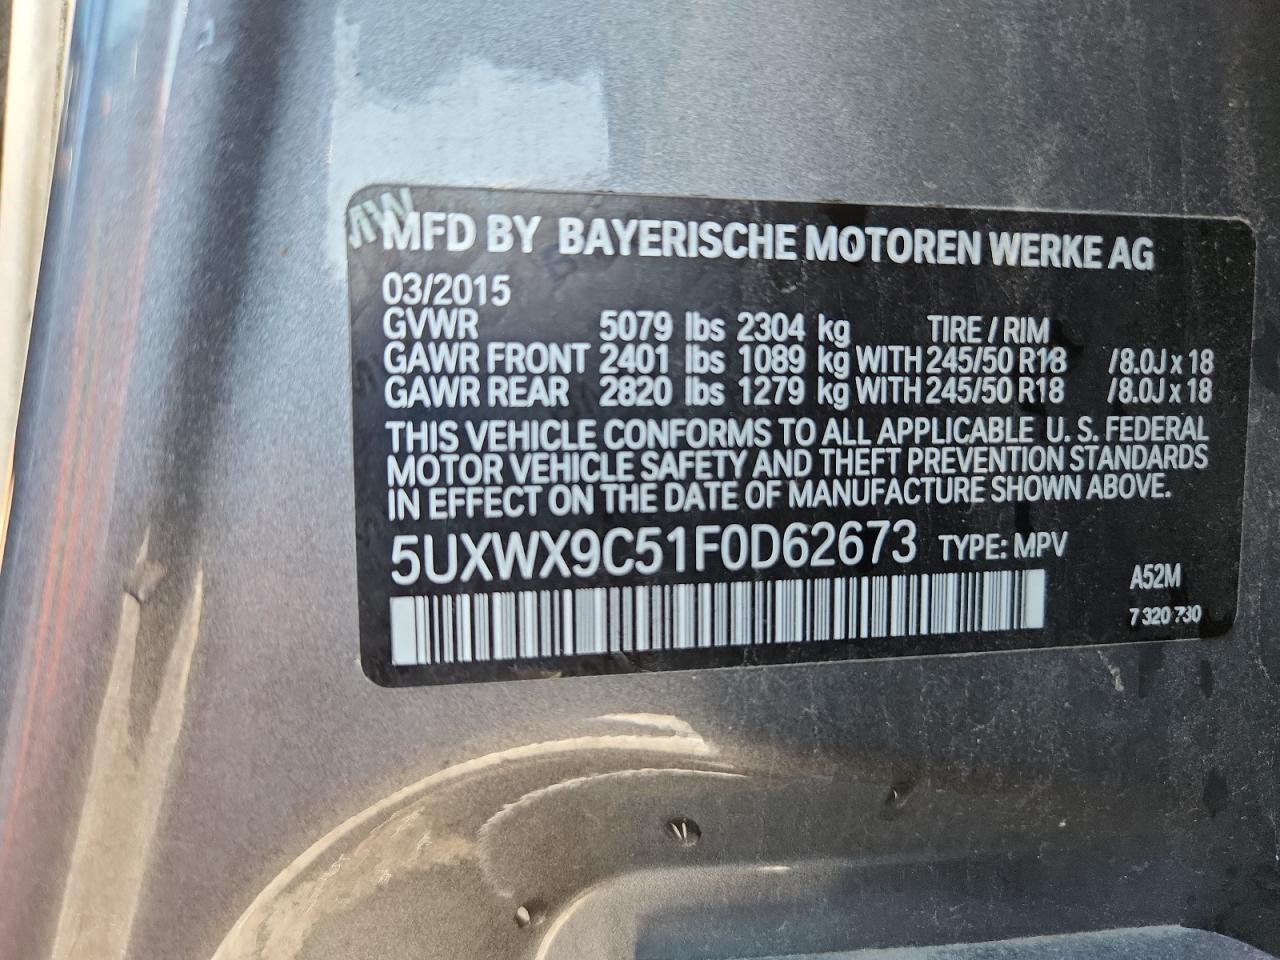 MFD BY BAYERISCHE MOTOREN WERKE AG
03/2015
GVWR 5079 lbs 2304 kg TIRE / RIM
GAWR FRONT 2401 lbs 1089 kg WITH 245/50 R18 /8.0J x 18
GAWR REAR 2820 lbs 1279 kg WITH 245/50 R18 /8.0J x 18
THIS VEHICLE CONFORMS TO ALL APPLICABLE U. S. FEDERAL
MOTOR VEHICLE SAFETY AND THEFT PREVENTION STANDARDS
IN EFFECT ON THE DATE OF MANUFACTURE SHOWN ABOVE.
5UXWX9C51F0D62673 TYPE: MPV
A52M
7 320 730